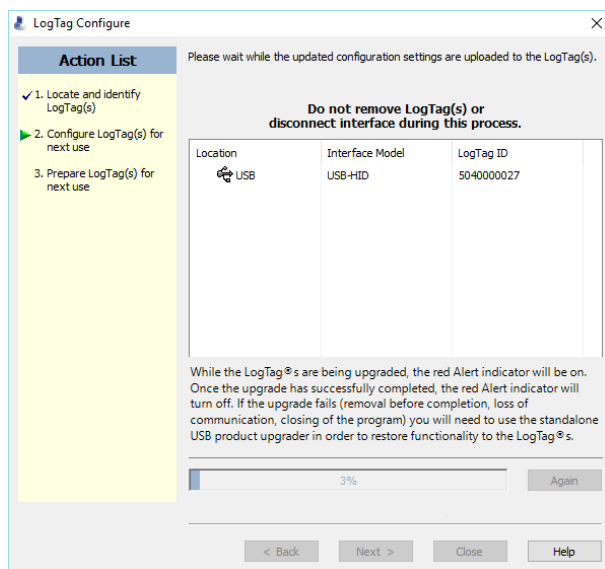 LogTag Configure
Action List
1. Locate and identify
LogTag(s)
2. Configure LogTag(s) for
next use
3. Prepare LogTag(s) for
next use
Please wait while the updated configuration settings are uploaded to the LogTag(s).
Do not remove LogTag(s) or
disconnect interface during this process.
Location Interface Model LogTag ID
USB USB-HID 5040000027
While the LogTag®s are being upgraded, the red Alert indicator will be on.
Once the upgrade has successfully completed, the red Alert indicator will
turn off. If the upgrade fails (removal before completion, loss of
communication, closing of the program) you will need to use the standalone
USB product upgrader in order to restore functionality to the LogTag®s.
3% Again
< Back Next > Close Help